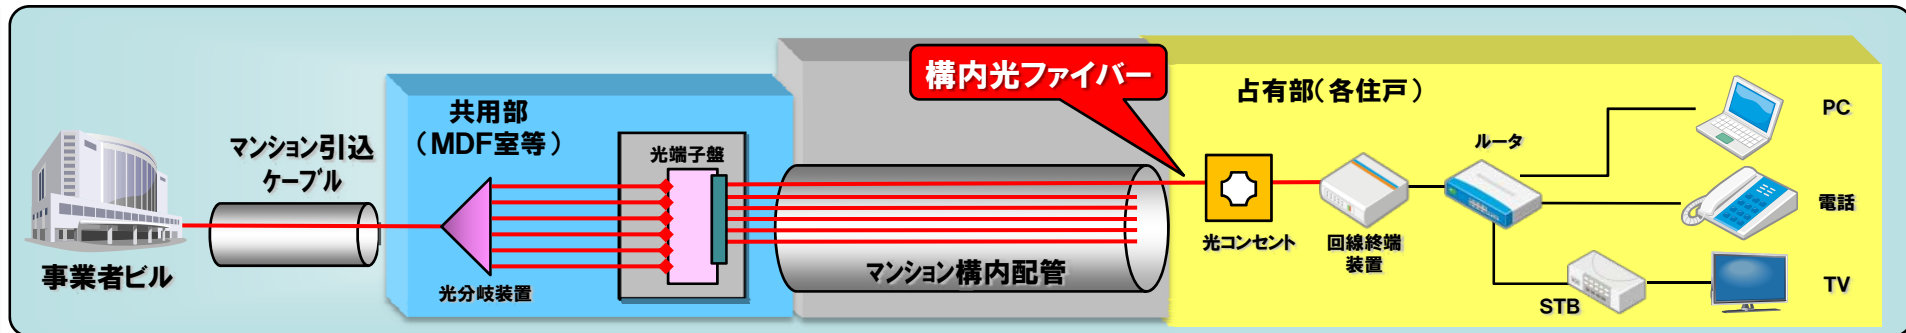 事業者ビル
マンション引込
ケーブル
共用部
（MDF室等）
光分岐装置
光端子盤
マンション構内配管
構内光ファイバー
占有部（各住戸）
光コンセント
回線終端
装置
ルータ
PC
電話
STB
TV